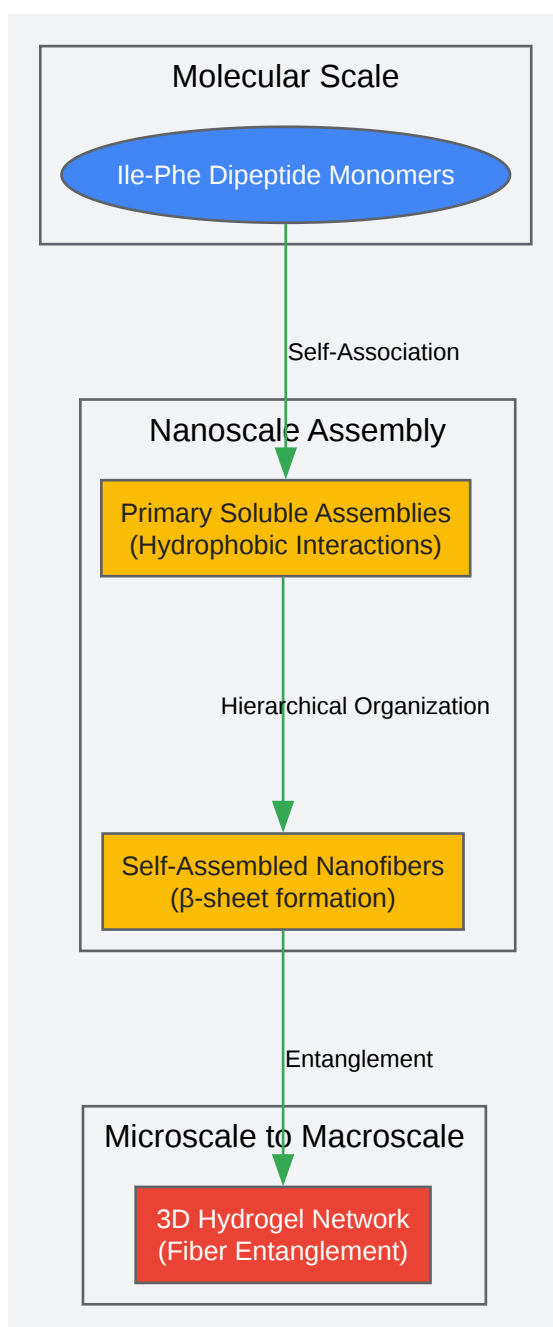 Molecular Scale
Ile-Phe Dipeptide Monomers
Self-Association
Nanoscale Assembly
Primary Soluble Assemblies
(Hydrophobic Interactions)
Hierarchical Organization
Self-Assembled Nanofibers
(β-sheet formation)
Entanglement
Microscale to Macroscale
3D Hydrogel Network
(Fiber Entanglement)